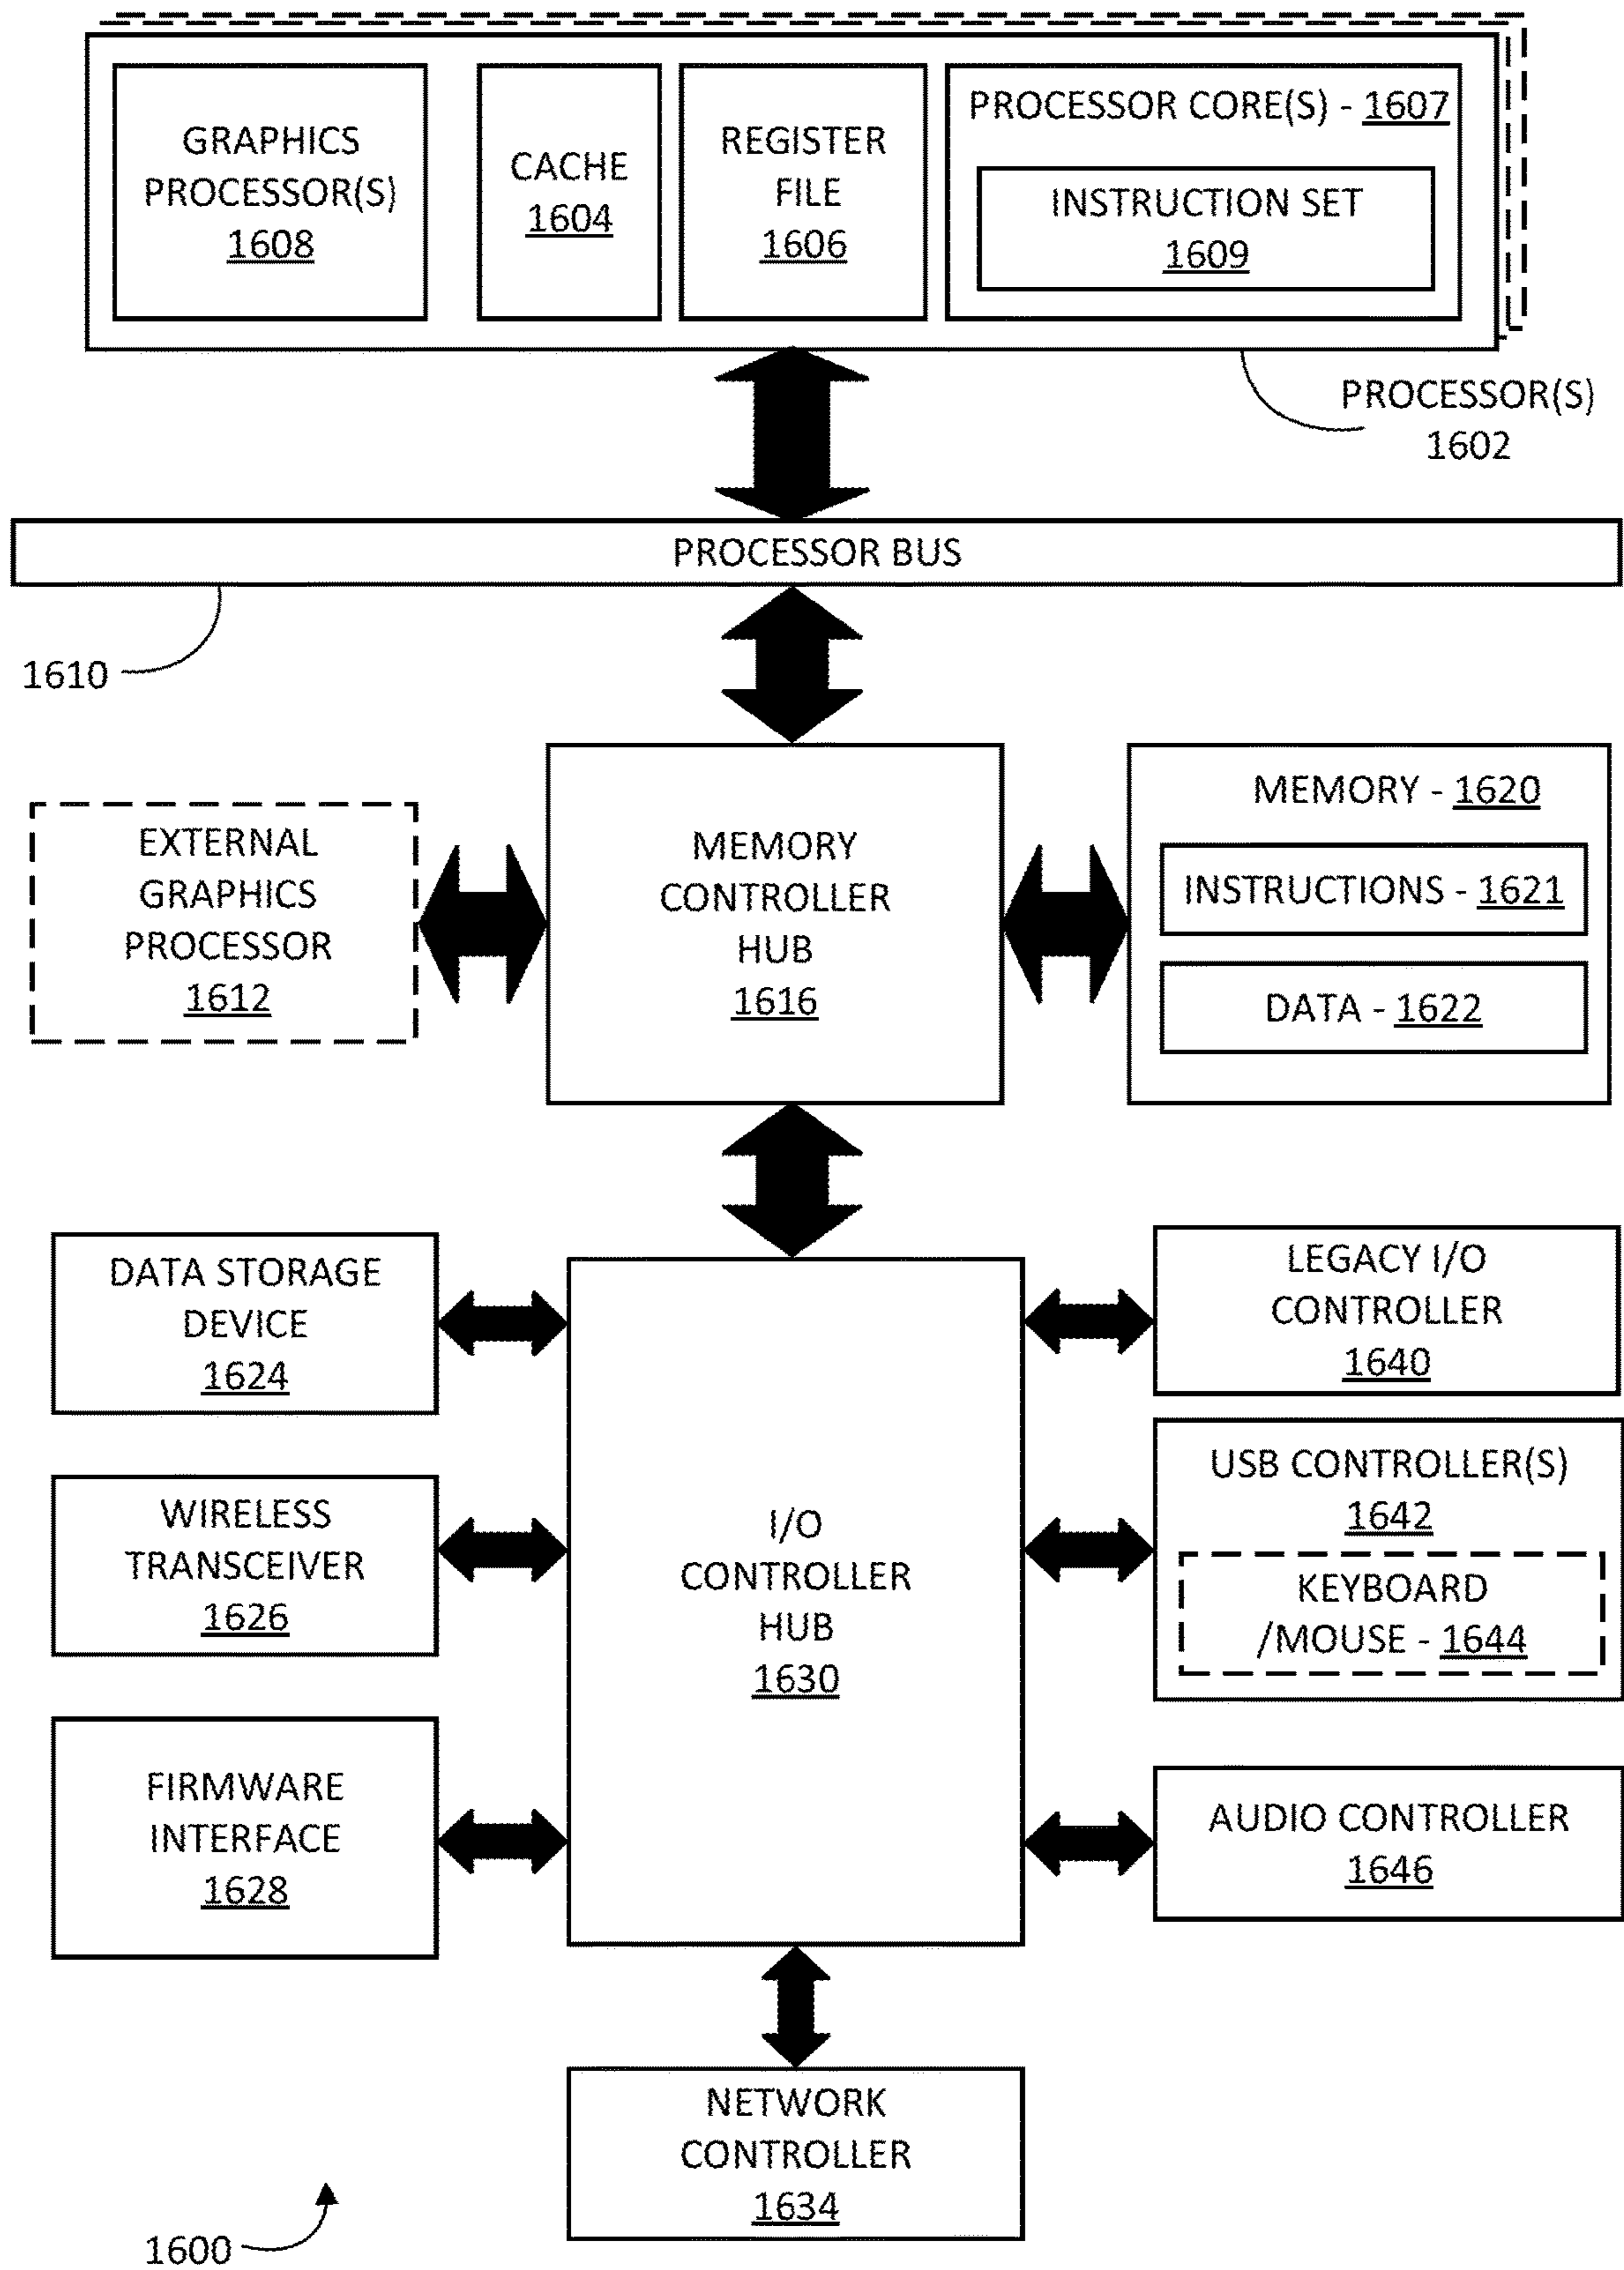 GRAPHICS
PROCESSOR(S)
1608
CACHE
1604
REGISTER
FILE
1606
PROCESSOR CORE(S) - 1607
INSTRUCTION SET
1609
PROCESSOR(S)
1602
PROCESSOR BUS
1610
EXTERNAL
GRAPHICS
PROCESSOR
1612
MEMORY
CONTROLLER
HUB
1616
MEMORY - 1620
INSTRUCTIONS - 1621
DATA - 1622
DATA STORAGE
DEVICE
1624
WIRELESS
TRANSCEIVER
1626
FIRMWARE
INTERFACE
1628
I/O
CONTROLLER
HUB
1630
LEGACY I/O
CONTROLLER
1640
USB CONTROLLER(S)
1642
KEYBOARD
/MOUSE - 1644
AUDIO CONTROLLER
1646
NETWORK
CONTROLLER
1634
1600